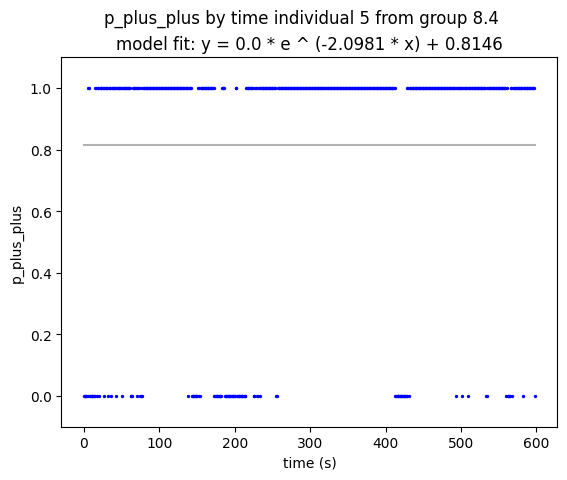 p_plus_plus by time individual 5 from group 8.4
model fit: y = 0.0 * e ^ (-2.0981 * x) + 0.8146
1.0
0.8
0.6
0.4
0.2
0.0
p_plus_plus
0 100 200 300 400 500 600
time (s)